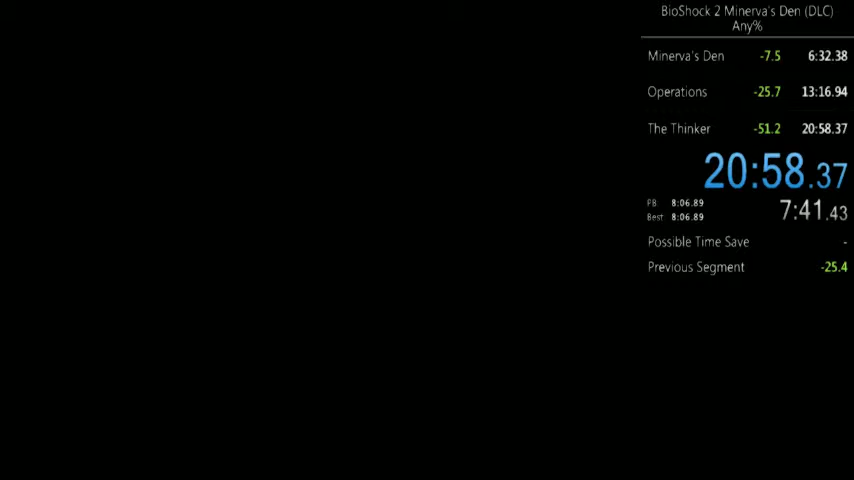 BioShock 2 Minerva's Den (DLC)
Any%
Minerva's Den -7.5 6:32.38
Operations -25.7 13:16.94
The Thinker -51.2 20:58.37
20:58.37
PB 8:06.89
7:41.43
Best 8:06.89
Possible Time Save -
Previous Segment -25.4